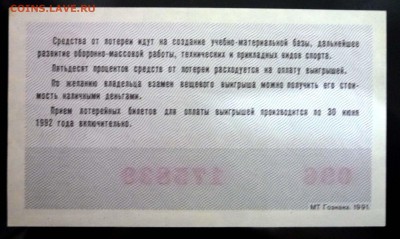 COINS.LAVE.RU
Средства от лотереи идут на создание учебно-материальной базы, дальнейшее
развитие оборонно-массовой работы, технических и прикладных видов спорта.
Пятьдесят процентов средств от лотереи расходуется на оплату выигрышей.
По желанию владельца взамен вещевого выигрыша можно получить его стои-
мость наличными деньгами.
Прием лотерейных билетов для оплаты выигрышей производится по 30 июня
1992 года включительно.
МТ Гознака. 1991.